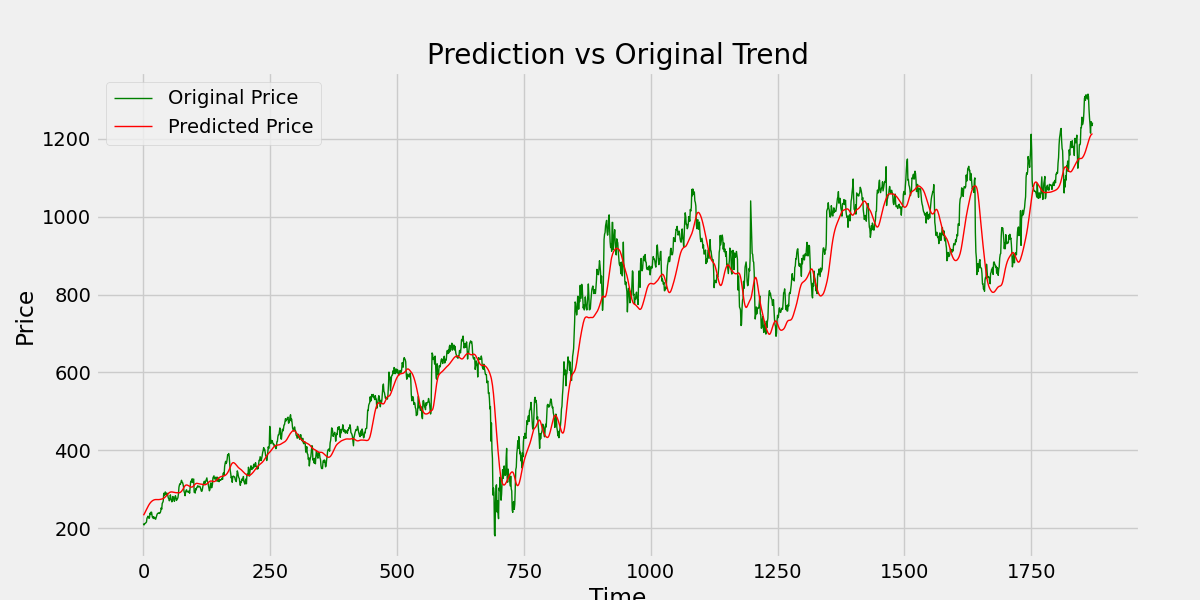 Prediction vs Original Trend
Original Price
Predicted Price
Price
1200
1000
800
600
400
200
0 250 500 750 1000 1250 1500 1750
Time